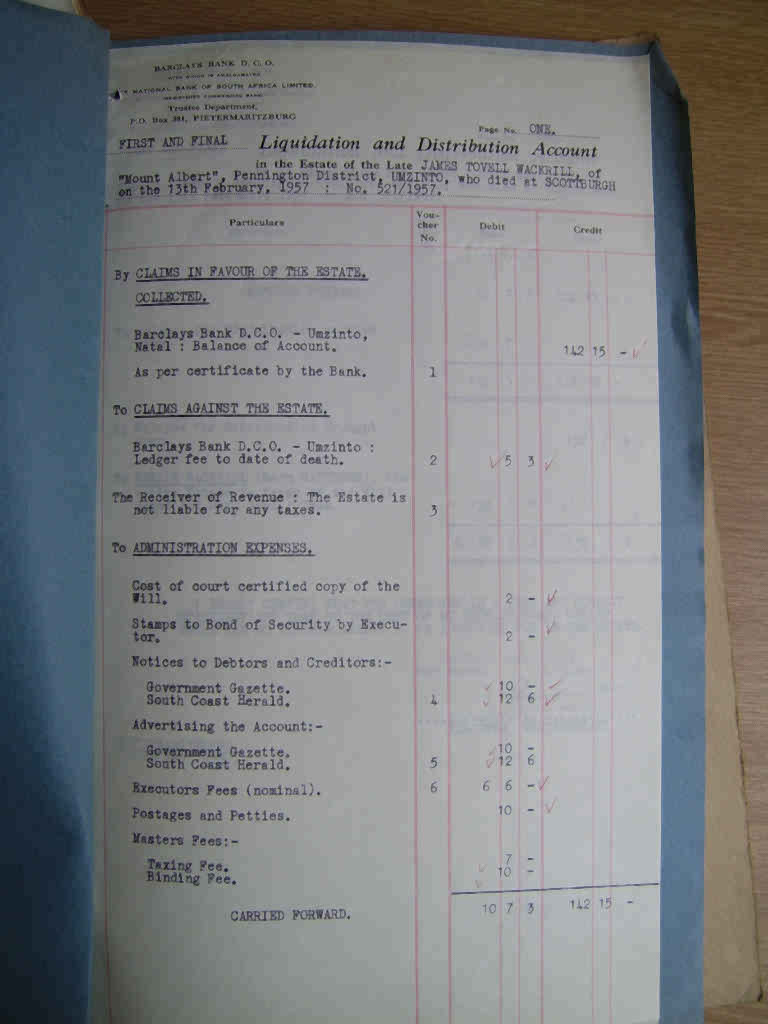 BARCLAYS BANK D. C. O.
WITH WHICH IS AMALGAMATED
NATIONAL BANK OF SOUTH AFRICA LIMITED.
REGISTERED COMMERCIAL BANK
Trustee Department,
P.O. Box 381, PIETERMARITZBURG
Page No. ONE.
FIRST AND FINAL Liquidation and Distribution Account
in the Estate of the Late JAMES TOVELL WACKRILL, of
"Mount Albert", Pennington District, UMZINTO, who died at SCOTTBURGH
on the 13th February, 1957 : No. 521/1957.
Particulars Voucher No. Debit Credit
By CLAIMS IN FAVOUR OF THE ESTATE.
COLLECTED.
Barclays Bank D.C.O. - Umzinto,
Natal : Balance of Account. 142 15 -
As per certificate by the Bank. 1
To CLAIMS AGAINST THE ESTATE.
Barclays Bank D.C.O. - Umzinto :
Ledger fee to date of death. 2 5 3
The Receiver of Revenue : The Estate is
not liable for any taxes. 3
To ADMINISTRATION EXPENSES.
Cost of court certified copy of the
Will. 2 -
Stamps to Bond of Security by Execu-
tor. 2 -
Notices to Debtors and Creditors:-
Government Gazette. 10 -
South Coast Herald. 4 12 6
Advertising the Account:-
Government Gazette. 10 -
South Coast Herald. 5 12 6
Executors Fees (nominal). 6 6 6 -
Postages and Petties. 10 -
Masters Fees:-
Taxing Fee. 7 -
Binding Fee. 10 -
CARRIED FORWARD. 10 7 3 142 15 -